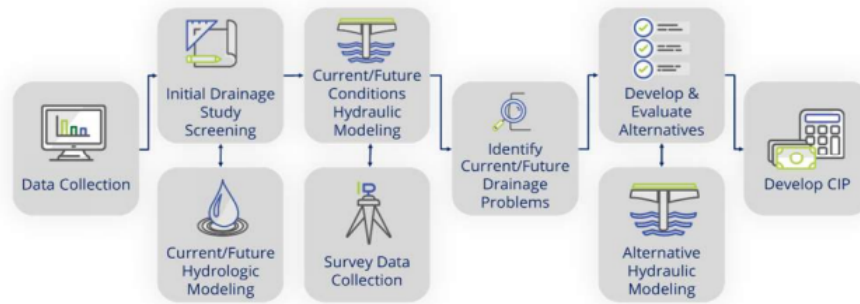 Data Collection
Initial Drainage
Study
Screening
Current/Future
Hydrologic
Modeling
Current/Future
Conditions
Hydraulic
Modeling
Survey Data
Collection
Identify
Current/Future
Drainage
Problems
Develop &
Evaluate
Alternatives
Alternative
Hydraulic
Modeling
Develop CIP